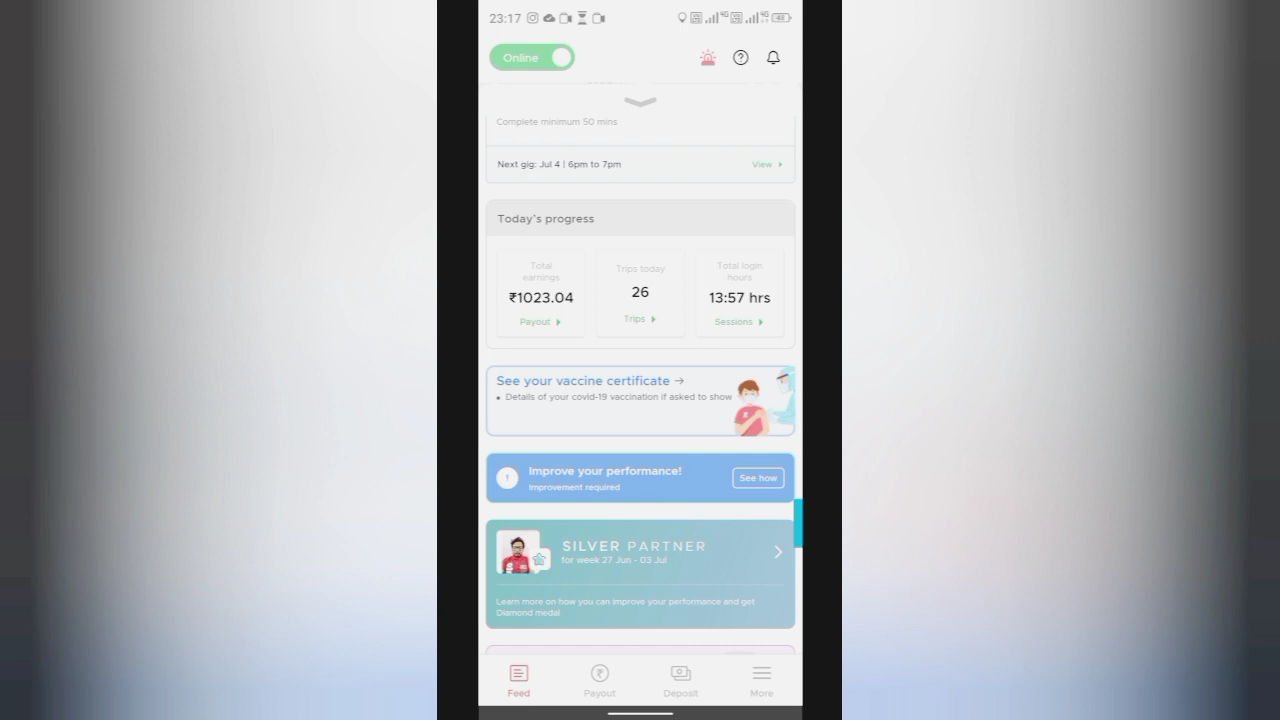 23:17
4G
4G
48
Online
Complete minimum 50 mins
Next gig: Jul 4 | 6pm to 7pm
View
Today's progress
Total earnings
₹1023.04
Payout
Trips today
26
Trips
Total login hours
13:57 hrs
Sessions
See your vaccine certificate →
• Details of your covid-19 vaccination if asked to show
Improve your performance!
Improvement required
See how
SILVER PARTNER
for week 27 Jun - 03 Jul
Learn more on how you can improve your performance and get
Diamond medal
Feed
Payout
Deposit
More